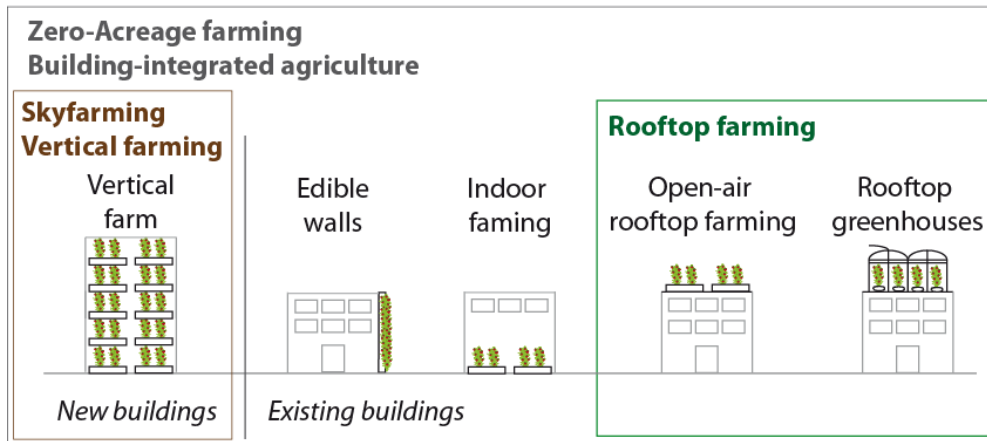 Zero-Acreage farming
Building-integrated agriculture
Skyfarming
Vertical farming
Rooftop farming
Vertical
farm
Edible
walls
Indoor
faming
Open-air
rooftop farming
Rooftop
greenhouses
New buildings
Existing buildings